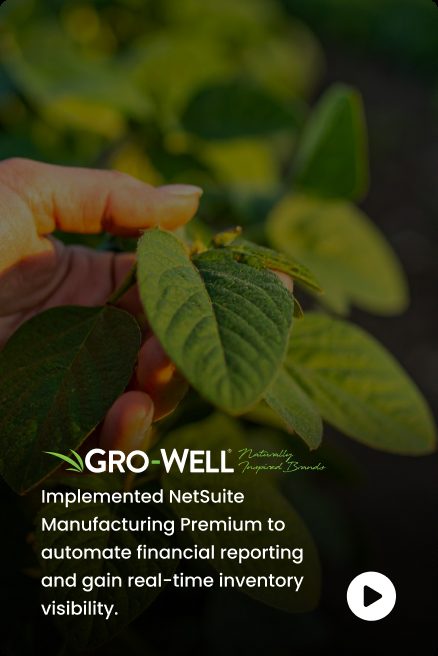 GRO-WELL® Naturally
Inspired Brands
Implemented NetSuite
Manufacturing Premium to
automate financial reporting
and gain real-time inventory
visibility.